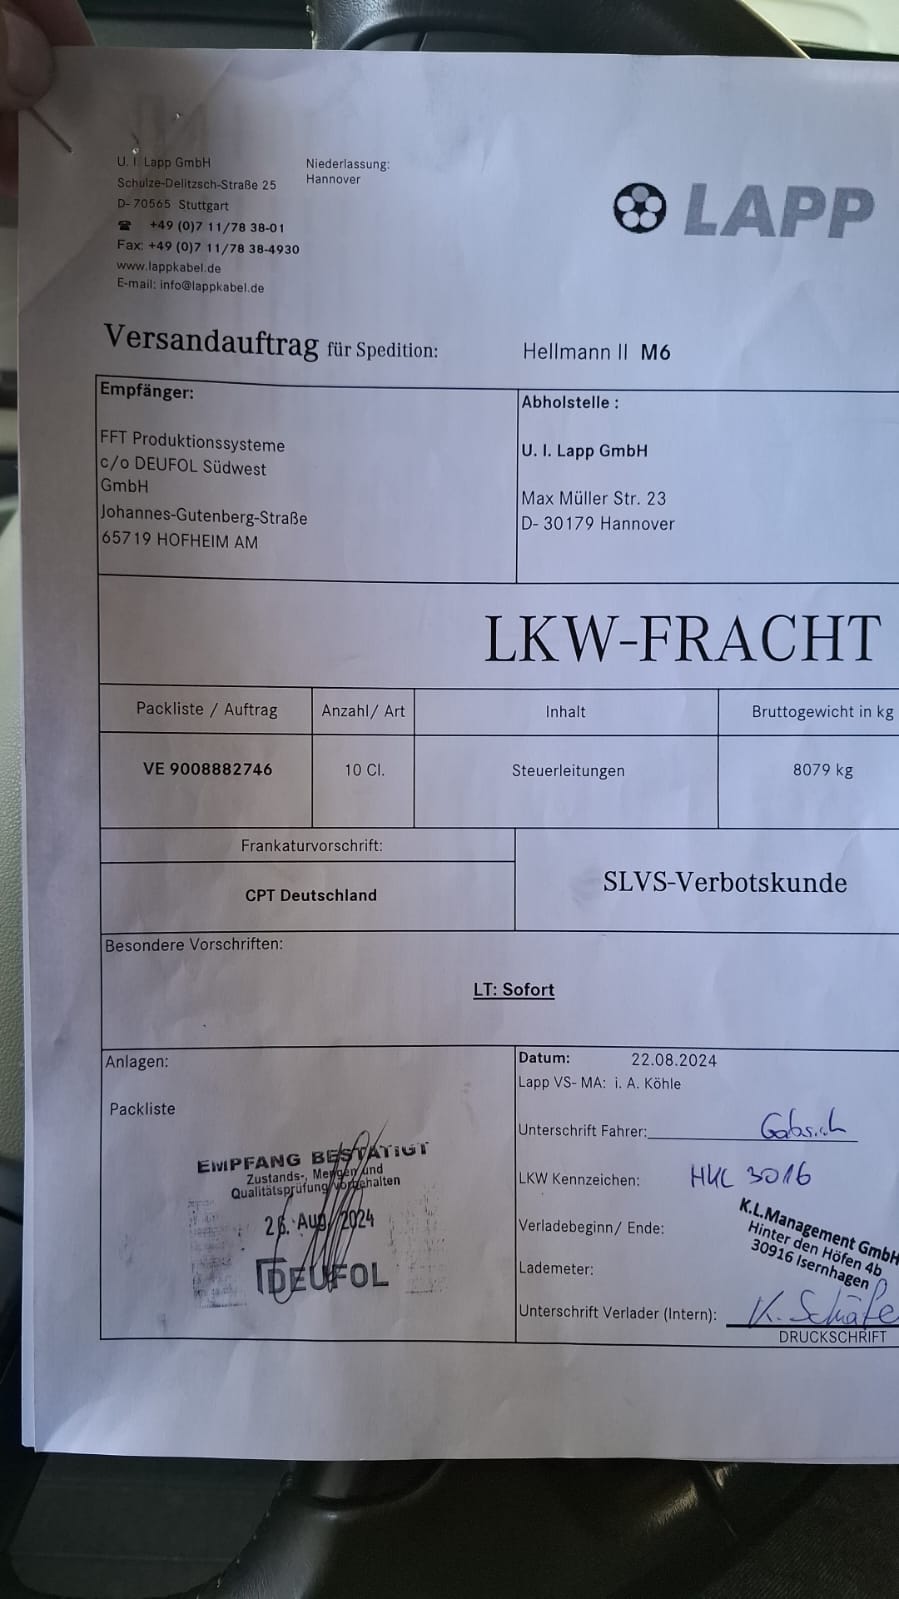 U. I. Lapp GmbH
Schulze-Delitzsch-Straße 25
D- 70565 Stuttgart
☎ +49 (0)7 11/78 38-01
Fax: +49 (0)7 11/78 38-4930
www.lappkabel.de
E-mail: info@lappkabel.de
Niederlassung:
Hannover
LAPP
Versandauftrag für Spedition: Hellmann II M6
Empfänger:
FFT Produktionssysteme
c/o DEUFOL Südwest
GmbH
Johannes-Gutenberg-Straße
65719 HOFHEIM AM
Abholstelle :
U. I. Lapp GmbH
Max Müller Str. 23
D- 30179 Hannover
LKW-FRACHT
Packliste / Auftrag Anzahl/ Art Inhalt Bruttogewicht in kg
VE 9008882746 10 Cl. Steuerleitungen 8079 kg
Frankaturvorschrift:
CPT Deutschland
SLVS-Verbotskunde
Besondere Vorschriften:
LT: Sofort
Anlagen:
Packliste
EMPFANG BESTÄTIGT
Zustands-, Mengen und
Qualitätsprüfung vorbehalten
26. Aug. 2024
DEUFOL
Datum: 22.08.2024
Lapp VS- MA: i. A. Köhle
Unterschrift Fahrer:
LKW Kennzeichen: HKL 3016
K.L.Management GmbH
Hinter den Höfen 4b
30916 Isernhagen
Verladebeginn/ Ende:
Lademeter:
Unterschrift Verlader (Intern): K. Schäfe
DRUCKSCHRIFT